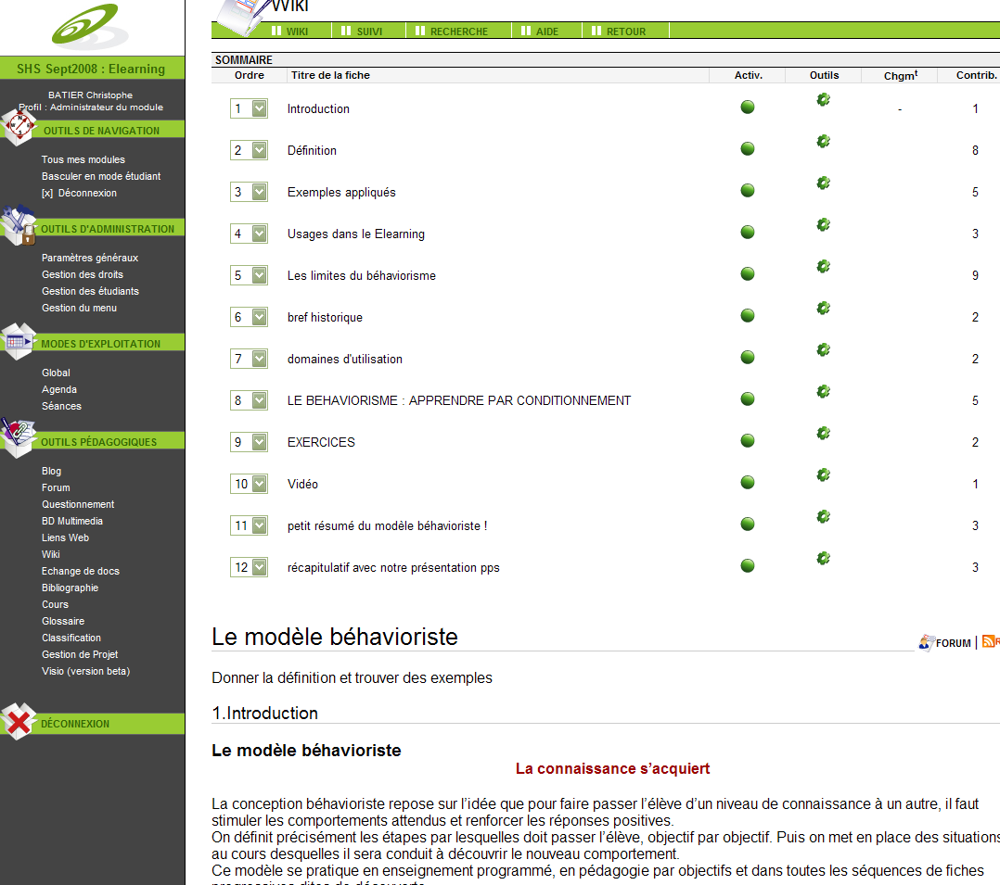 WIKI
WIKI SUIVI RECHERCHE AIDE RETOUR
SHS Sept2008 : Elearning
BATIER Christophe
Profil : Administrateur du module
OUTILS DE NAVIGATION
Tous mes modules
Basculer en mode étudiant
[x] Déconnexion
OUTILS D'ADMINISTRATION
Paramètres généraux
Gestion des droits
Gestion des étudiants
Gestion du menu
MODES D'EXPLOITATION
Global
Agenda
Séances
OUTILS PÉDAGOGIQUES
Blog
Forum
Questionnement
BD Multimedia
Liens Web
Wiki
Echange de docs
Bibliographie
Cours
Glossaire
Classification
Gestion de Projet
Visio (version beta)
DÉCONNEXION
SOMMAIRE
Ordre Titre de la fiche Activ. Outils Chgmt Contrib.
1 Introduction - 1
2 Définition 8
3 Exemples appliqués 5
4 Usages dans le Elearning 3
5 Les limites du béhaviorisme 9
6 bref historique 2
7 domaines d'utilisation 2
8 LE BEHAVIORISME : APPRENDRE PAR CONDITIONNEMENT 5
9 EXERCICES 2
10 Vidéo 1
11 petit résumé du modèle béhavioriste ! 3
12 récapitulatif avec notre présentation pps 3
Le modèle béhavioriste
FORUM | R
Donner la définition et trouver des exemples
1.Introduction
Le modèle béhavioriste
La connaissance s’acquiert
La conception béhavioriste repose sur l’idée que pour faire passer l’élève d’un niveau de connaissance à un autre, il faut
stimuler les comportements attendus et renforcer les réponses positives.
On définit précisément les étapes par lesquelles doit passer l’élève, objectif par objectif. Puis on met en place des situations
au cours desquelles il sera conduit à découvrir le nouveau comportement.
Ce modèle se pratique en enseignement programmé, en pédagogie par objectifs et dans toutes les séquences de fiches